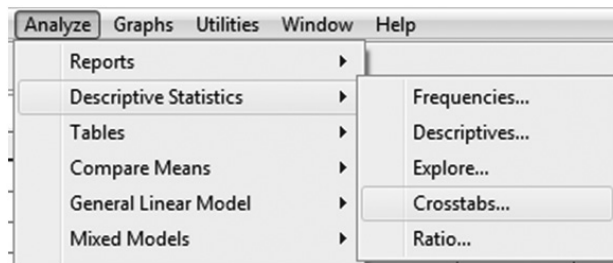 Analyze Graphs Utilities Window Help
Reports
Descriptive Statistics
Tables
Compare Means
General Linear Model
Mixed Models
Frequencies...
Descriptives...
Explore...
Crosstabs...
Ratio...